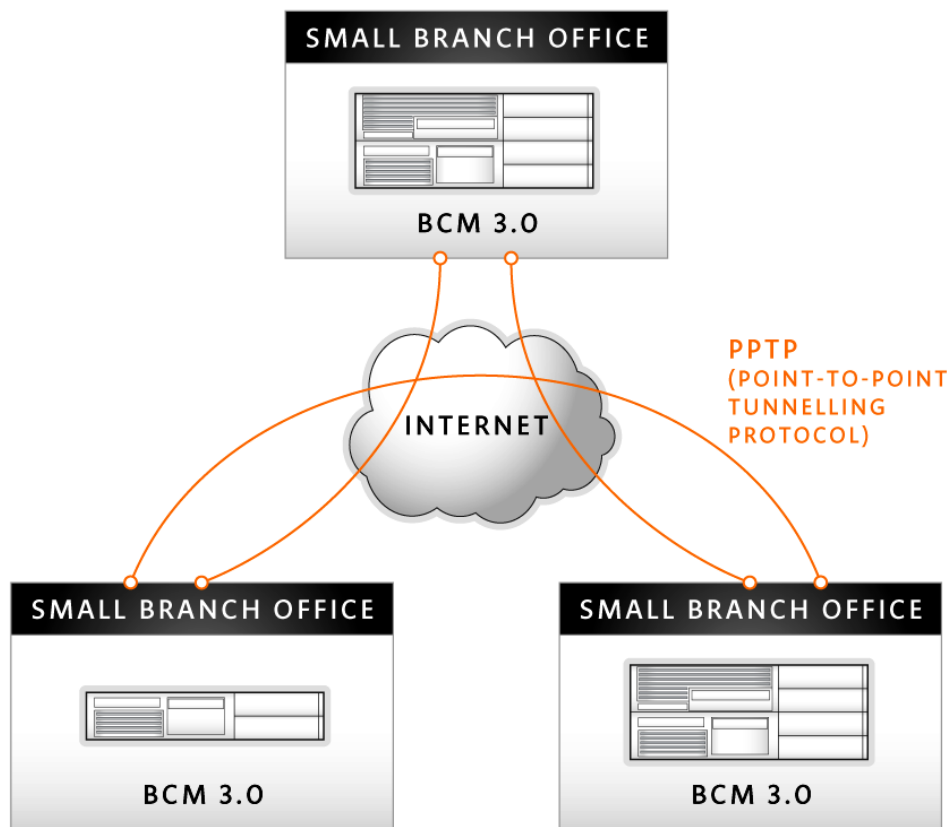 SMALL BRANCH OFFICE
BCM 3.0
INTERNET
PPTP
(POINT-TO-POINT
TUNNELLING
PROTOCOL)
SMALL BRANCH OFFICE
BCM 3.0
SMALL BRANCH OFFICE
BCM 3.0